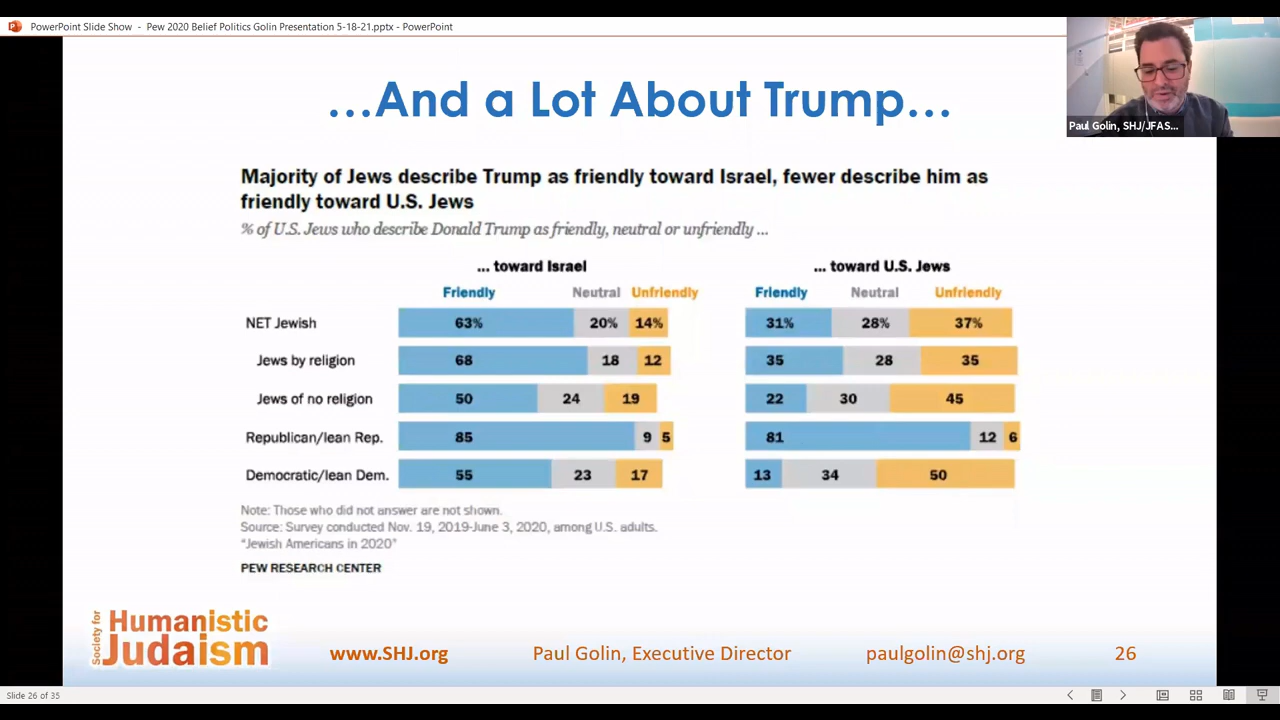 PowerPoint Slide Show - Pew 2020 Belief Politics Golin Presentation 5-18-21.pptx - PowerPoint
Paul Golin, SHJ/JFAS...
…And a Lot About Trump…
Majority of Jews describe Trump as friendly toward Israel, fewer describe him as
friendly toward U.S. Jews
% of U.S. Jews who describe Donald Trump as friendly, neutral or unfriendly ...
... toward Israel ... toward U.S. Jews
Friendly Neutral Unfriendly Friendly Neutral Unfriendly
NET Jewish 63% 20% 14% 31% 28% 37%
Jews by religion 68 18 12 35 28 35
Jews of no religion 50 24 19 22 30 45
Republican/lean Rep. 85 9 5 81 12 6
Democratic/lean Dem. 55 23 17 13 34 50
Note: Those who did not answer are not shown.
Source: Survey conducted Nov. 19, 2019-June 3, 2020, among U.S. adults.
"Jewish Americans in 2020"
PEW RESEARCH CENTER
Society for
Humanistic
Judaism
www.SHJ.org Paul Golin, Executive Director paulgolin@shj.org 26
Slide 26 of 35